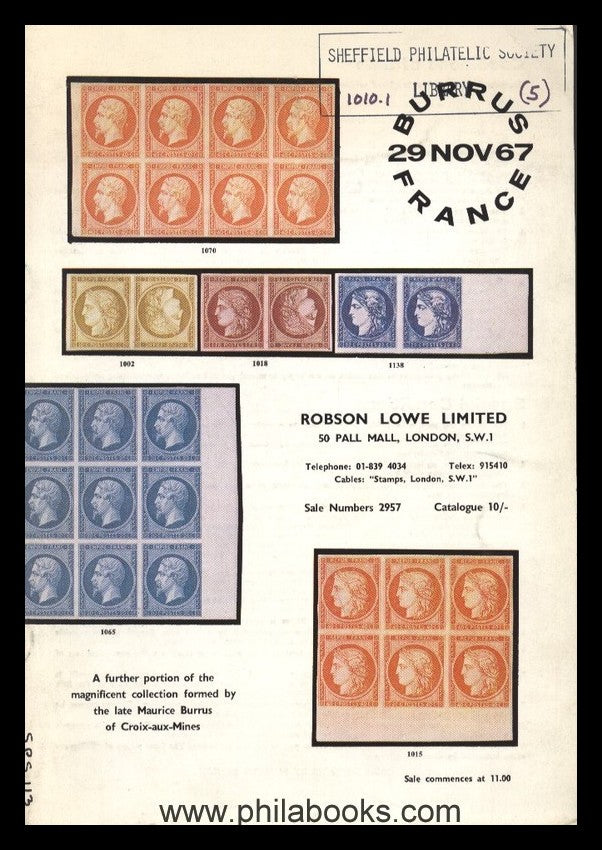 SHEFFIELD PHILATELIC SOCIETY
LIBRARY
1010.1
(5)
BURRUS
29 NOV 67
FRANCE
1070
1002
1018
1138
ROBSON LOWE LIMITED
50 PALL MALL, LONDON, S.W.1
Telephone: 01-839 4034 Telex: 915410
Cables: "Stamps, London, S.W.1"
Sale Numbers 2957 Catalogue 10/-
1065
A further portion of the
magnificent collection formed by
the late Maurice Burrus
of Croix-aux-Mines
1015
Sale commences at 11.00
www.philabooks.com